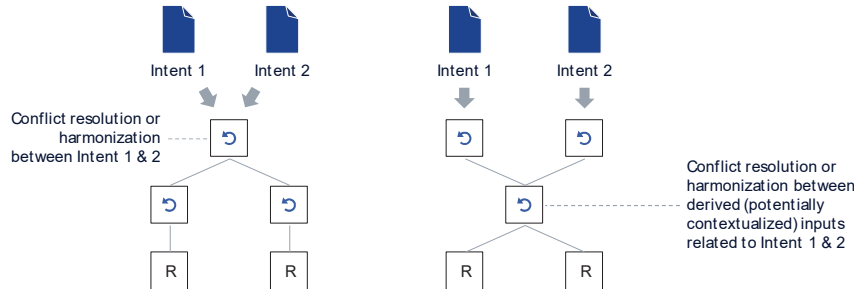 Intent 1
Intent 2
Conflict resolution or
harmonization
between Intent 1 & 2
R
R
Intent 1
Intent 2
Conflict resolution or
harmonization between
derived (potentially
contextualized) inputs
related to Intent 1 & 2
R
R